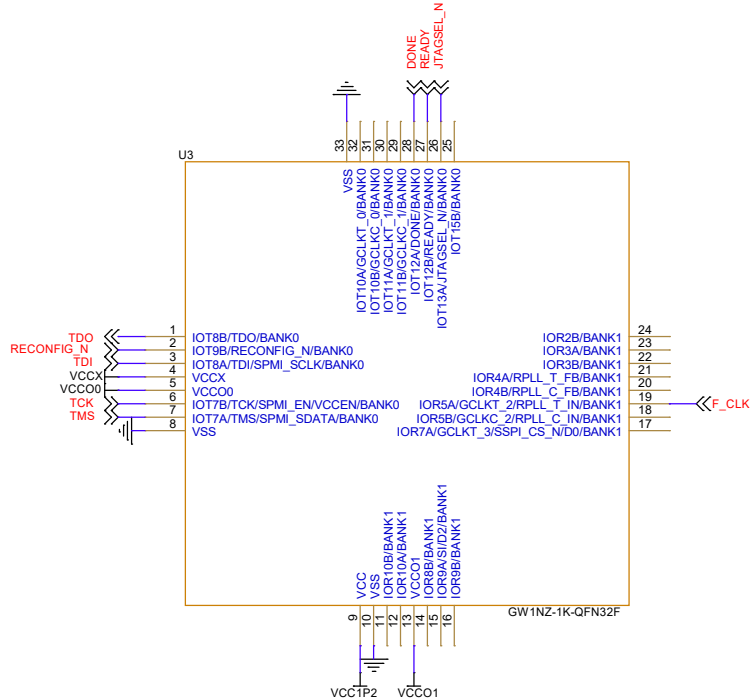 DONE
READY
JTAGSEL_N
U3
33
32
31
30
29
28
27
26
25
VSS
IOT10A/GCLKT_0/BANK0
IOT10B/GCLKC_0/BANK0
IOT11A/GCLKT_1/BANK0
IOT11B/GCLKC_1/BANK0
IOT12A/DONE/BANK0
IOT12B/READY/BANK0
IOT13A/JTAGSEL_N/BANK0
IOT15B/BANK0
TDO 1 IOT8B/TDO/BANK0
RECONFIG_N 2 IOT9B/RECONFIG_N/BANK0
TDI 3 IOT8A/TDI/SPMI_SCLK/BANK0
VCCX 4 VCCX
VCCO0 5 VCCO0
TCK 6 IOT7B/TCK/SPMI_EN/VCCEN/BANK0
TMS 7 IOT7A/TMS/SPMI_SDATA/BANK0
8 VSS
IOR2B/BANK1 24
IOR3A/BANK1 23
IOR3B/BANK1 22
IOR4A/RPLL_T_FB/BANK1 21
IOR4B/RPLL_C_FB/BANK1 20
IOR5A/GCLKT_2/RPLL_T_IN/BANK1 19 F_CLK
IOR5B/GCLKC_2/RPLL_C_IN/BANK1 18
IOR7A/GCLKT_3/SSPI_CS_N/D0/BANK1 17
VCC
VSS
IOR10B/BANK1
IOR10A/BANK1
VCCO1
IOR8B/BANK1
IOR9A/SI/D2/BANK1
IOR9B/BANK1
GW1NZ-1K-QFN32F
9
10
11
12
13
14
15
16
VCC1P2
VCCO1